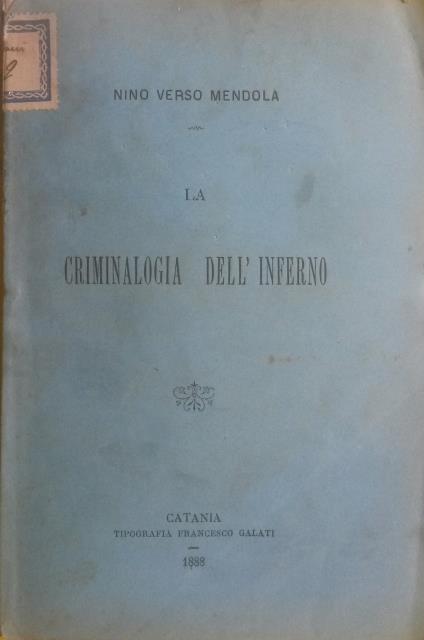 NINO VERSO MENDOLA
LA
CRIMINALOGIA DELL' INFERNO
CATANIA
TIPOGRAFIA FRANCESCO GALATI
1888